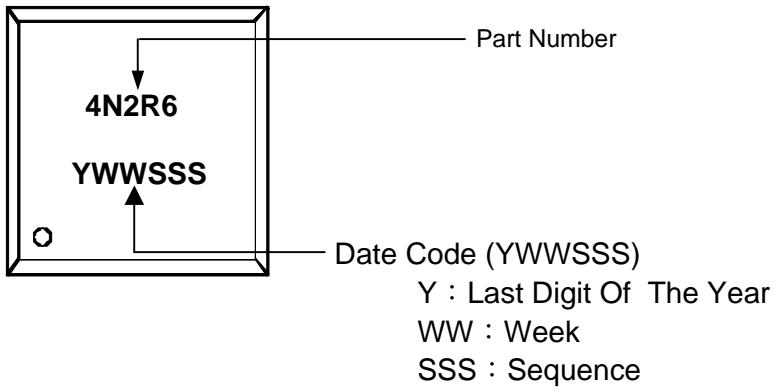 Part Number
4N2R6
YWWSSS
Date Code (YWWSSS)
Y：Last Digit Of The Year
WW：Week
SSS：Sequence